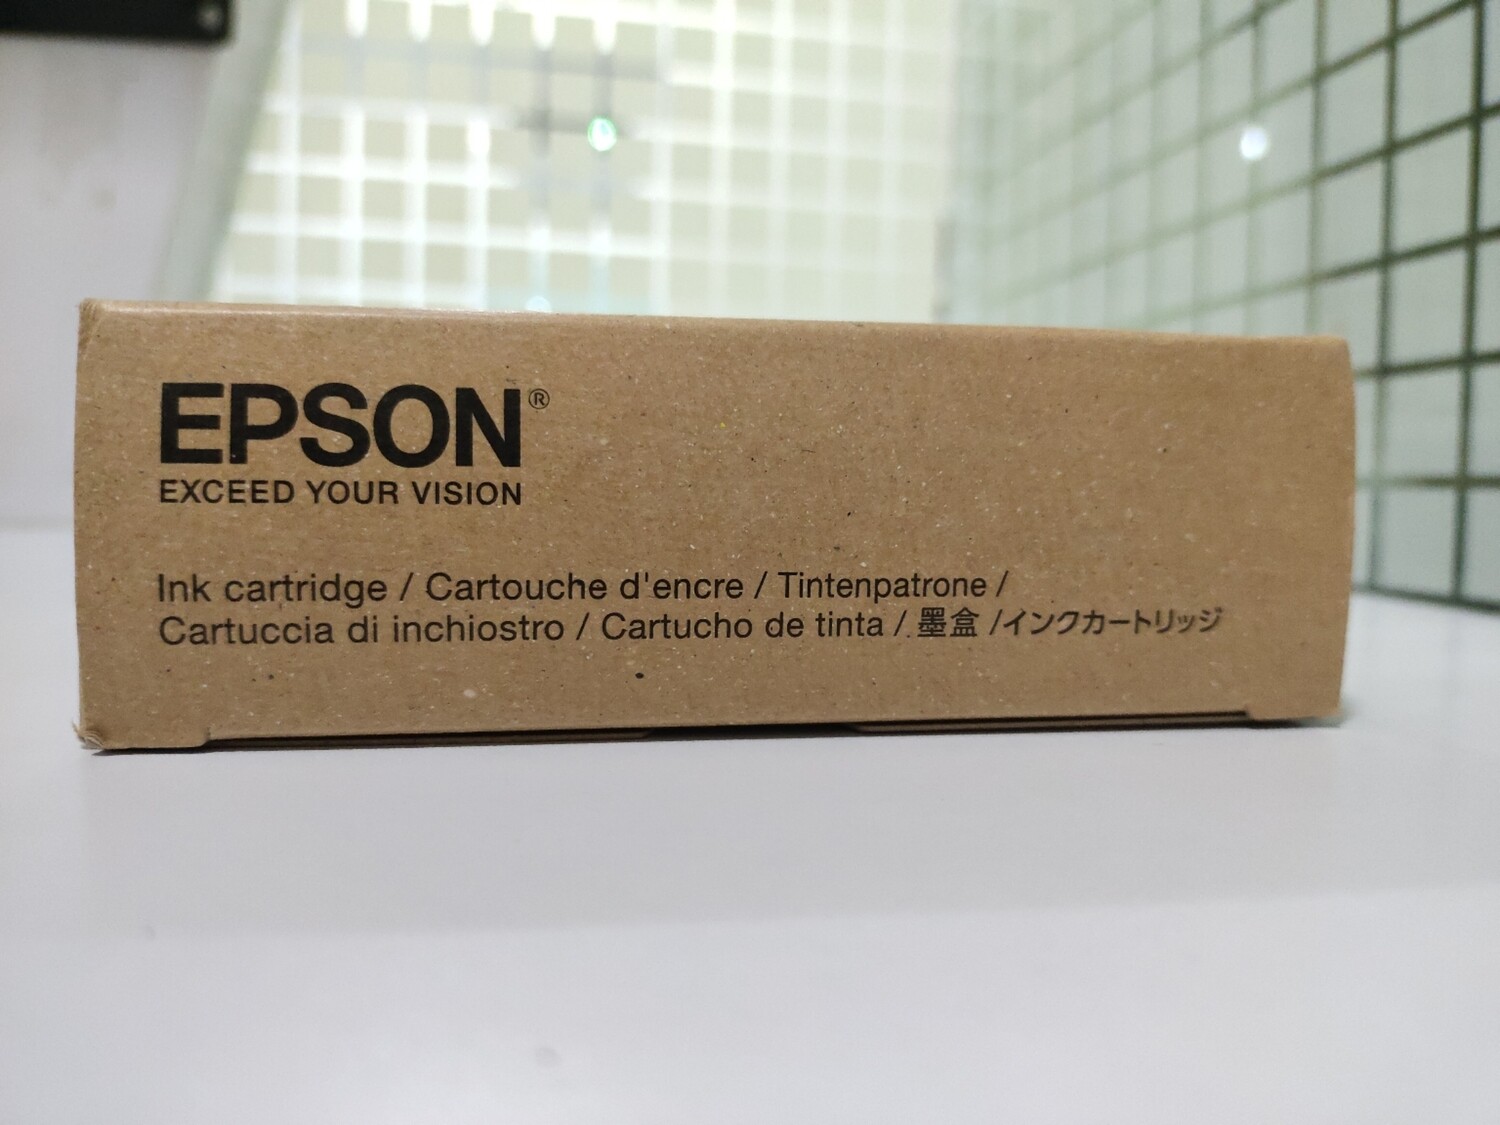 EPSON®
EXCEED YOUR VISION
Ink cartridge / Cartouche d'encre / Tintenpatrone /
Cartuccia di inchiostro / Cartucho de tinta / 墨盒 /インクカートリッジ